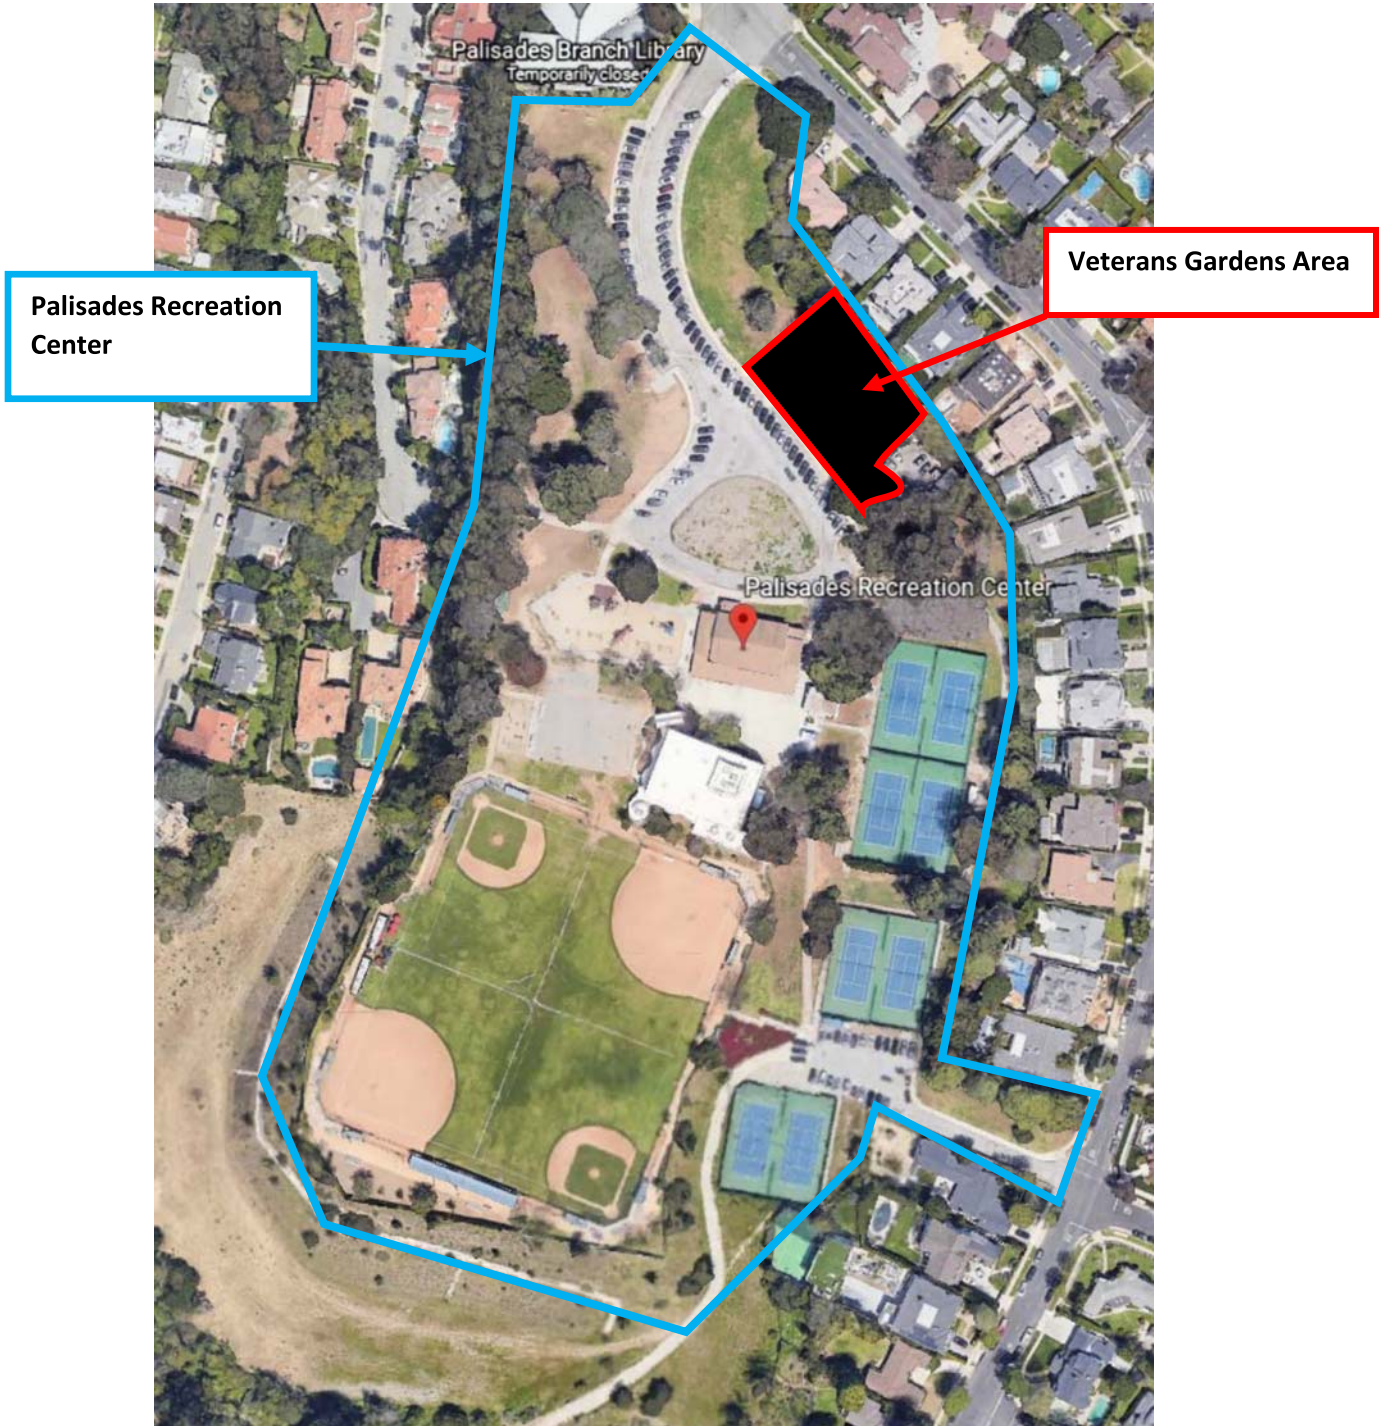 Palisades Branch Library
Temporarily closed
Veterans Gardens Area
Palisades Recreation
Center
Palisades Recreation Center